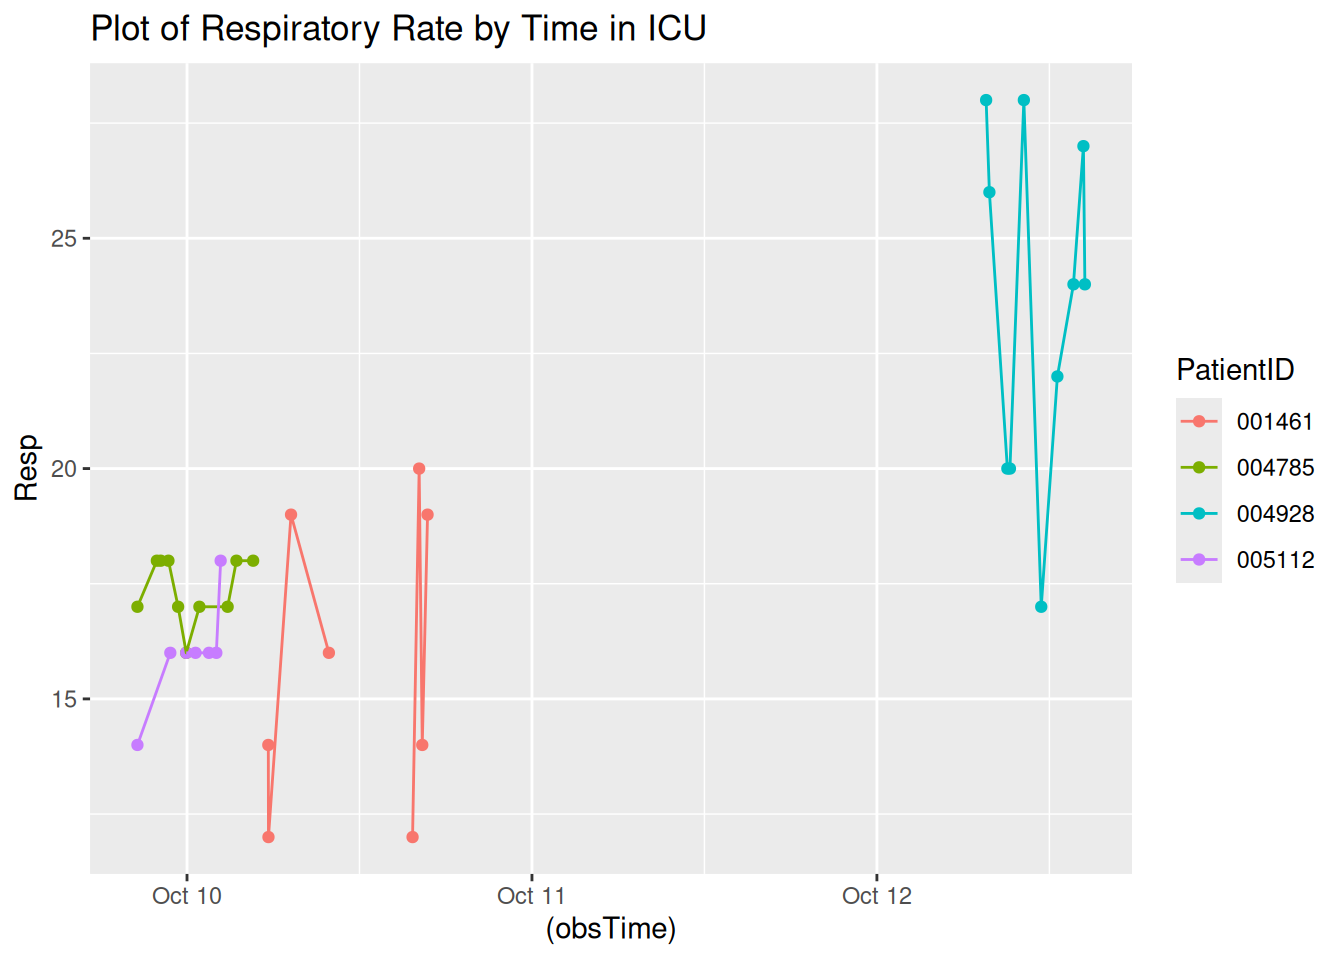 Plot of Respiratory Rate by Time in ICU
Resp
25
20
15
Oct 10
Oct 11
Oct 12
(obsTime)
PatientID
001461
004785
004928
005112